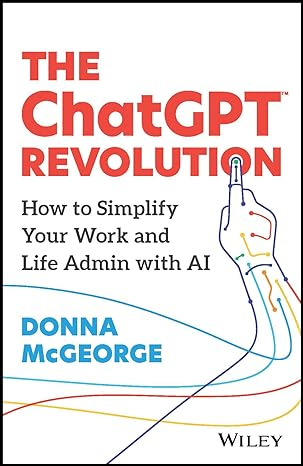 THE
ChatGPT™
REVOLUTION
How to Simplify
Your Work and
Life Admin with AI
DONNA
McGEORGE
WILEY